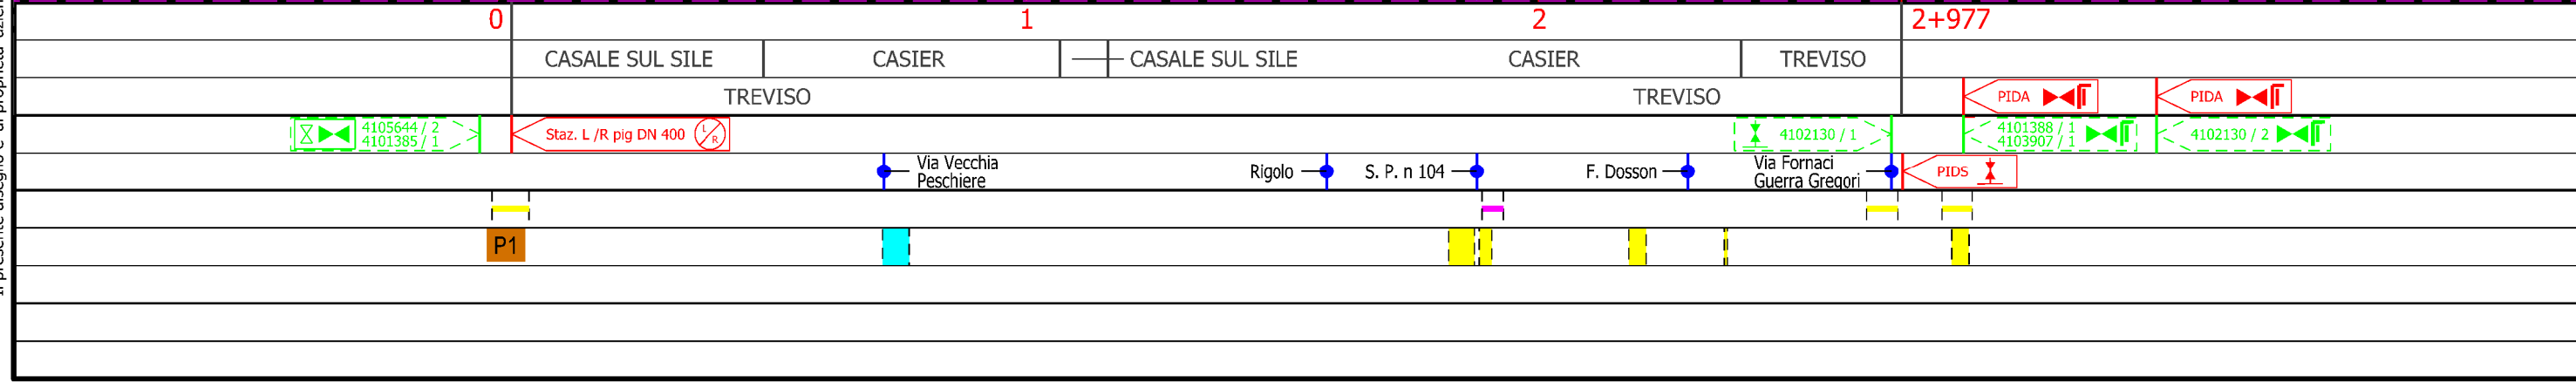 0 1 2 2+977
CASALE SUL SILE CASIER CASALE SUL SILE CASIER TREVISO
TREVISO TREVISO PIDA PIDA
4105644 / 2
4101385 / 1
Staz. L /R pig DN 400 L/R
4102130 / 1
4101388 / 1
4103907 / 1
4102130 / 2
Via Vecchia
Peschiere
Rigolo
S. P. n 104
F. Dosson
Via Fornaci
Guerra Gregori
PIDS
P1